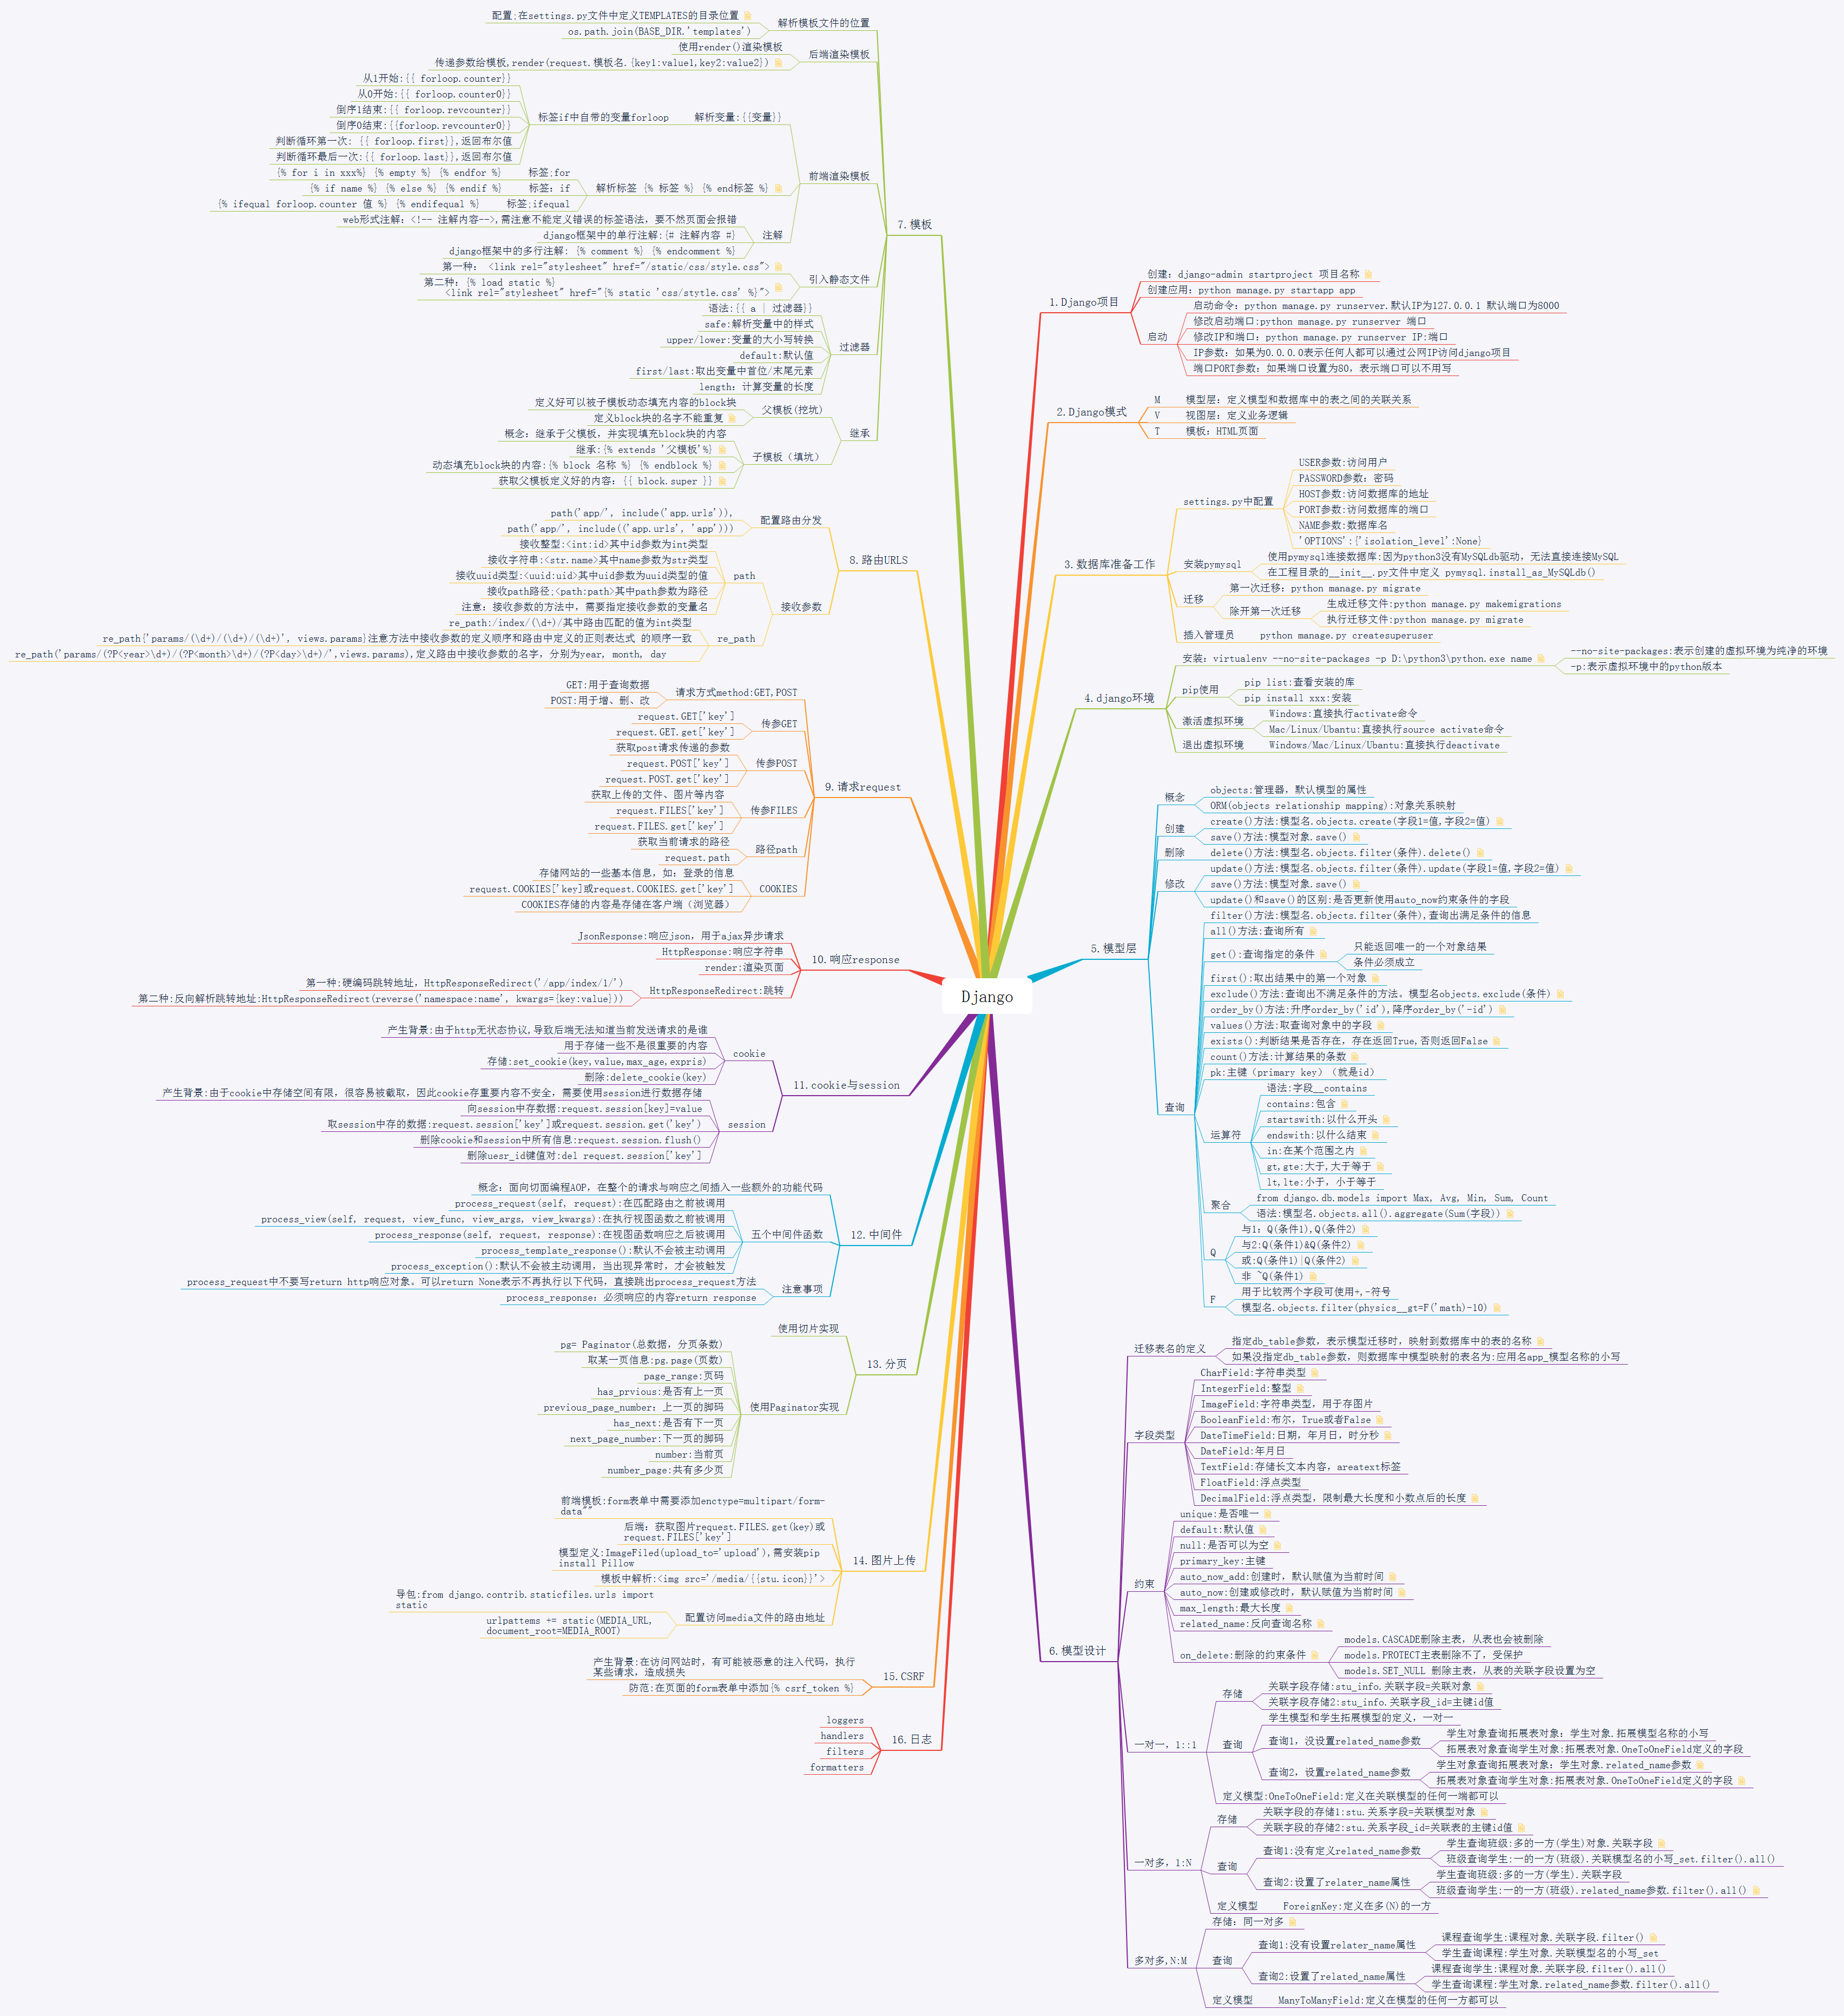 Django
1.Django项目
创建：django-admin startproject 项目名称
创建应用：python manage.py startapp app
启动
启动命令：python manage.py runserver.默认IP为127.0.0.1 默认端口为8000
修改启动端口:python manage.py runserver 端口
修改IP和端口：python manage.py runserver IP:端口
IP参数：如果为0.0.0.0表示任何人都可以通过公网IP访问django项目
端口PORT参数：如果端口设置为80，表示端口可以不用写
2.Django模式
M 模型层：定义模型和数据库中的表之间的关联关系
V 视图层：定义业务逻辑
T 模板：HTML页面
3.数据库准备工作
settings.py中配置
USER参数:访问用户
PASSWORD参数：密码
HOST参数:访问数据库的地址
PORT参数:访问数据库的端口
NAME参数:数据库名
'OPTIONS':{'isolation_level':None}
安装pymysql
使用pymysql连接数据库:因为python3没有MySQLdb驱动，无法直接连接MySQL
在工程目录的__init__.py文件中定义 pymysql.install_as_MySQLdb()
迁移
第一次迁移：python manage.py migrate
除开第一次迁移
生成迁移文件:python manage.py makemigrations
执行迁移文件:python manage.py migrate
插入管理员 python manage.py createsuperuser
4.django环境
安装：virtualenv --no-site-packages -p D:\python3\python.exe name
--no-site-packages:表示创建的虚拟环境为纯净的环境
-p:表示虚拟环境中的python版本
pip使用
pip list:查看安装的库
pip install xxx:安装
激活虚拟环境
Windows:直接执行activate命令
Mac/Linux/Ubantu:直接执行source activate命令
退出虚拟环境 Windows/Mac/Linux/Ubantu:直接执行deactivate
5.模型层
概念
objects:管理器，默认模型的属性
ORM(objects relationship mapping):对象关系映射
创建
create()方法:模型名.objects.create(字段1=值,字段2=值)
save()方法:模型对象.save()
删除 delete()方法:模型名.objects.filter(条件).delete()
修改
update()方法:模型名.objects.filter(条件).update(字段1=值,字段2=值)
save()方法:模型对象.save()
update()和save()的区别:是否更新使用auto_now约束条件的字段
查询
filter()方法:模型名.objects.filter(条件),查询出满足条件的信息
all()方法:查询所有
get():查询指定的条件
只能返回唯一的一个对象结果
条件必须成立
first():取出结果中的第一个对象
exclude()方法:查询出不满足条件的方法。模型名objects.exclude(条件)
order_by()方法:升序order_by('id'),降序order_by('-id')
values()方法:取查询对象中的字段
exists():判断结果是否存在，存在返回True,否则返回False
count()方法:计算结果的条数
pk:主键（primary key）（就是id）
运算符
语法:字段__contains
contains:包含
startswith:以什么开头
endswith:以什么结束
in:在某个范围之内
gt,gte:大于,大于等于
lt,lte:小于，小于等于
聚合
from django.db.models import Max, Avg, Min, Sum, Count
语法:模型名.objects.all().aggregate(Sum(字段))
Q
与1：Q(条件1),Q(条件2)
与2:Q(条件1)&Q(条件2)
或:Q(条件1)|Q(条件2)
非 ~Q(条件1)
F
用于比较两个字段可使用+,-符号
模型名.objects.filter(physics__gt=F('math)-10)
6.模型设计
迁移表名的定义
指定db_table参数，表示模型迁移时，映射到数据库中的表的名称
如果没指定db_table参数，则数据库中模型映射的表名为:应用名app_模型名称的小写
字段类型
CharField:字符串类型
IntegerField:整型
ImageField:字符串类型，用于存图片
BooleanField:布尔，True或者False
DateTimeField:日期，年月日，时分秒
DateField:年月日
TextField:存储长文本内容，areatext标签
FloatField:浮点类型
DecimalField:浮点类型，限制最大长度和小数点后的长度
约束
unique:是否唯一
default:默认值
null:是否可以为空
primary_key:主键
auto_now_add:创建时，默认赋值为当前时间
auto_now:创建或修改时，默认赋值为当前时间
max_length:最大长度
related_name:反向查询名称
on_delete:删除的约束条件
models.CASCADE删除主表，从表也会被删除
models.PROTECT主表删除不了，受保护
models.SET_NULL 删除主表，从表的关联字段设置为空
一对一，1::1
存储
关联字段存储:stu_info.关联字段=关联对象
关联字段存储2:stu_info.关联字段_id=主键id值
查询
学生模型和学生拓展模型的定义，一对一
查询1，没设置related_name参数
学生对象查询拓展表对象：学生对象.拓展模型名称的小写
拓展表对象查询学生对象:拓展表对象.OneToOneField定义的字段
查询2，设置related_name参数
学生对象查询拓展表对象：学生对象.related_name参数
拓展表对象查询学生对象:拓展表对象.OneToOneField定义的字段
定义模型:OneToOneField:定义在关联模型的任何一端都可以
一对多，1:N
存储
关联字段的存储1:stu.关系字段=关联模型对象
关联字段的存储2:stu.关系字段_id=关联表的主键id值
查询
查询1:没有定义related_name参数
学生查询班级:多的一方(学生)对象.关联字段
班级查询学生:一的一方(班级).关联模型名的小写_set.filter().all()
查询2:设置了relater_name属性
学生查询班级:多的一方(学生).关联字段
班级查询学生:一的一方(班级).related_name参数.filter().all()
定义模型 ForeignKey:定义在多(N)的一方
多对多,N:M
存储：同一对多
查询
查询1:没有设置relater_name属性
课程查询学生:课程对象.关联字段.filter()
学生查询课程:学生对象.关联模型名的小写_set
查询2:设置了related_name属性
课程查询学生:课程对象.关联字段.filter().all()
学生查询课程:学生对象.related_name参数.filter().all()
定义模型 ManyToManyField:定义在模型的任何一方都可以
7.模板
解析模板文件的位置
配置;在settings.py文件中定义TEMPLATES的目录位置
os.path.join(BASE_DIR.'templates')
后端渲染模板
使用render()渲染模板
传递参数给模板,render(request.模板名.{key1:value1,key2:value2})
前端渲染模板
解析变量:{{变量}}
标签if中自带的变量forloop
从1开始:{{ forloop.counter}}
从0开始:{{ forloop.counter0}}
倒序1结束:{{ forloop.revcounter}}
倒序0结束:{{forloop.revcounter0}}
判断循环第一次: {{ forloop.first}},返回布尔值
判断循环最后一次:{{ forloop.last}},返回布尔值
解析标签 {% 标签 %} {% end标签 %}
标签;for {% for i in xxx%} {% empty %} {% endfor %}
标签：if {% if name %} {% else %} {% endif %}
标签;ifequal {% ifequal forloop.counter 值 %} {% endifequal %}
注解
web形式注解：<!-- 注解内容-->,需注意不能定义错误的标签语法，要不然页面会报错
django框架中的单行注解:{# 注解内容 #}
django框架中的多行注解: {% comment %} {% endcomment %}
引入静态文件
第一种： <link rel="stylesheet" href="/static/css/style.css">
第二种：{% load static %}
<link rel="stylesheet" href="{% static 'css/stytle.css' %}">
过滤器
语法:{{ a | 过滤器}}
safe:解析变量中的样式
upper/lower:变量的大小写转换
default:默认值
first/last:取出变量中首位/末尾元素
length：计算变量的长度
继承
父模板(挖坑)
定义好可以被子模板动态填充内容的block块
定义block块的名字不能重复
子模板（填坑）
概念：继承于父模板，并实现填充block块的内容
继承:{% extends '父模板'%}
动态填充block块的内容:{% block 名称 %} {% endblock %}
获取父模板定义好的内容：{{ block.super }}
8.路由URLS
配置路由分发
path('app/', include('app.urls')),
path('app/', include(('app.urls', 'app')))
接收参数
path
接收整型:<int:id>其中id参数为int类型
接收字符串:<str.name>其中name参数为str类型
接收uuid类型:<uuid:uid>其中uid参数为uuid类型的值
接收path路径;<path:path>其中path参数为路径
注意：接收参数的方法中，需要指定接收参数的变量名
re_path
re_path:/index/(\d+)/其中路由匹配的值为int类型
re_path{'params/(\d+)/(\d+)/(\d+)', views.params}注意方法中接收参数的定义顺序和路由中定义的正则表达式 的顺序一致
re_path('params/(?P<year>\d+)/(?P<month>\d+)/(?P<day>\d+)/',views.params),定义路由中接收参数的名字，分别为year, month, day
9.请求request
请求方式method:GET,POST
GET:用于查询数据
POST:用于增、删、改
传参GET
request.GET['key']
request.GET.get['key']
传参POST
获取post请求传递的参数
request.POST['key']
request.POST.get['key']
传参FILES
获取上传的文件、图片等内容
request.FILES['key']
request.FILES.get['key']
路径path
获取当前请求的路径
request.path
COOKIES
存储网站的一些基本信息，如：登录的信息
request.COOKIES['key]或request.COOKIES.get['key']
COOKIES存储的内容是存储在客户端（浏览器）
10.响应response
JsonResponse:响应json，用于ajax异步请求
HttpResponse:响应字符串
render:渲染页面
HttpResponseRedirect:跳转
第一种:硬编码跳转地址，HttpResponseRedirect('/app/index/1/')
第二种:反向解析跳转地址:HttpResponseRedirect(reverse('namespace:name', kwargs={key:value}))
11.cookie与session
cookie
产生背景:由于http无状态协议,导致后端无法知道当前发送请求的是谁
用于存储一些不是很重要的内容
存储:set_cookie(key,value,max_age,expris)
删除:delete_cookie(key)
session
产生背景:由于cookie中存储空间有限，很容易被截取，因此cookie存重要内容不安全，需要使用session进行数据存储
向session中存数据:request.session[key]=value
取session中存的数据:request.session['key']或request.session.get('key')
删除cookie和session中所有信息:request.session.flush()
删除uesr_id键值对:del request.session['key']
12.中间件
概念：面向切面编程AOP，在整个的请求与响应之间插入一些额外的功能代码
五个中间件函数
process_request(self, request):在匹配路由之前被调用
process_view(self, request, view_func, view_args, view_kwargs):在执行视图函数之前被调用
process_response(self, request, response):在视图函数响应之后被调用
process_template_response():默认不会被主动调用
process_exception():默认不会被主动调用，当出现异常时，才会被触发
注意事项
process_request中不要写return http响应对象。可以return None表示不再执行以下代码，直接跳出process_request方法
process_response：必须响应的内容return response
13.分页
使用切片实现
使用Paginator实现
pg= Paginator(总数据，分页条数)
取某一页信息:pg.page(页数)
page_range:页码
has_prvious:是否有上一页
previous_page_number：上一页的脚码
has_next:是否有下一页
next_page_number:下一页的脚码
number:当前页
number_page:共有多少页
14.图片上传
前端模板:form表单中需要添加enctype=multipart/form-
data""
后端：获取图片request.FILES.get(key)或
request.FILES['key']
模型定义:ImageFiled(upload_to='upload'),需安装pip
install Pillow
模板中解析:<img src='/media/{{stu.icon}}'>
配置访问media文件的路由地址
导包:from django.contrib.staticfiles.urls import
static
urlpattems += static(MEDIA_URL,
document_root=MEDIA_ROOT)
15.CSRF
产生背景:在访问网站时，有可能被恶意的注入代码，执行
某些请求，造成损失
防范:在页面的form表单中添加{% csrf_token %}
16.日志
loggers
handlers
filters
formatters